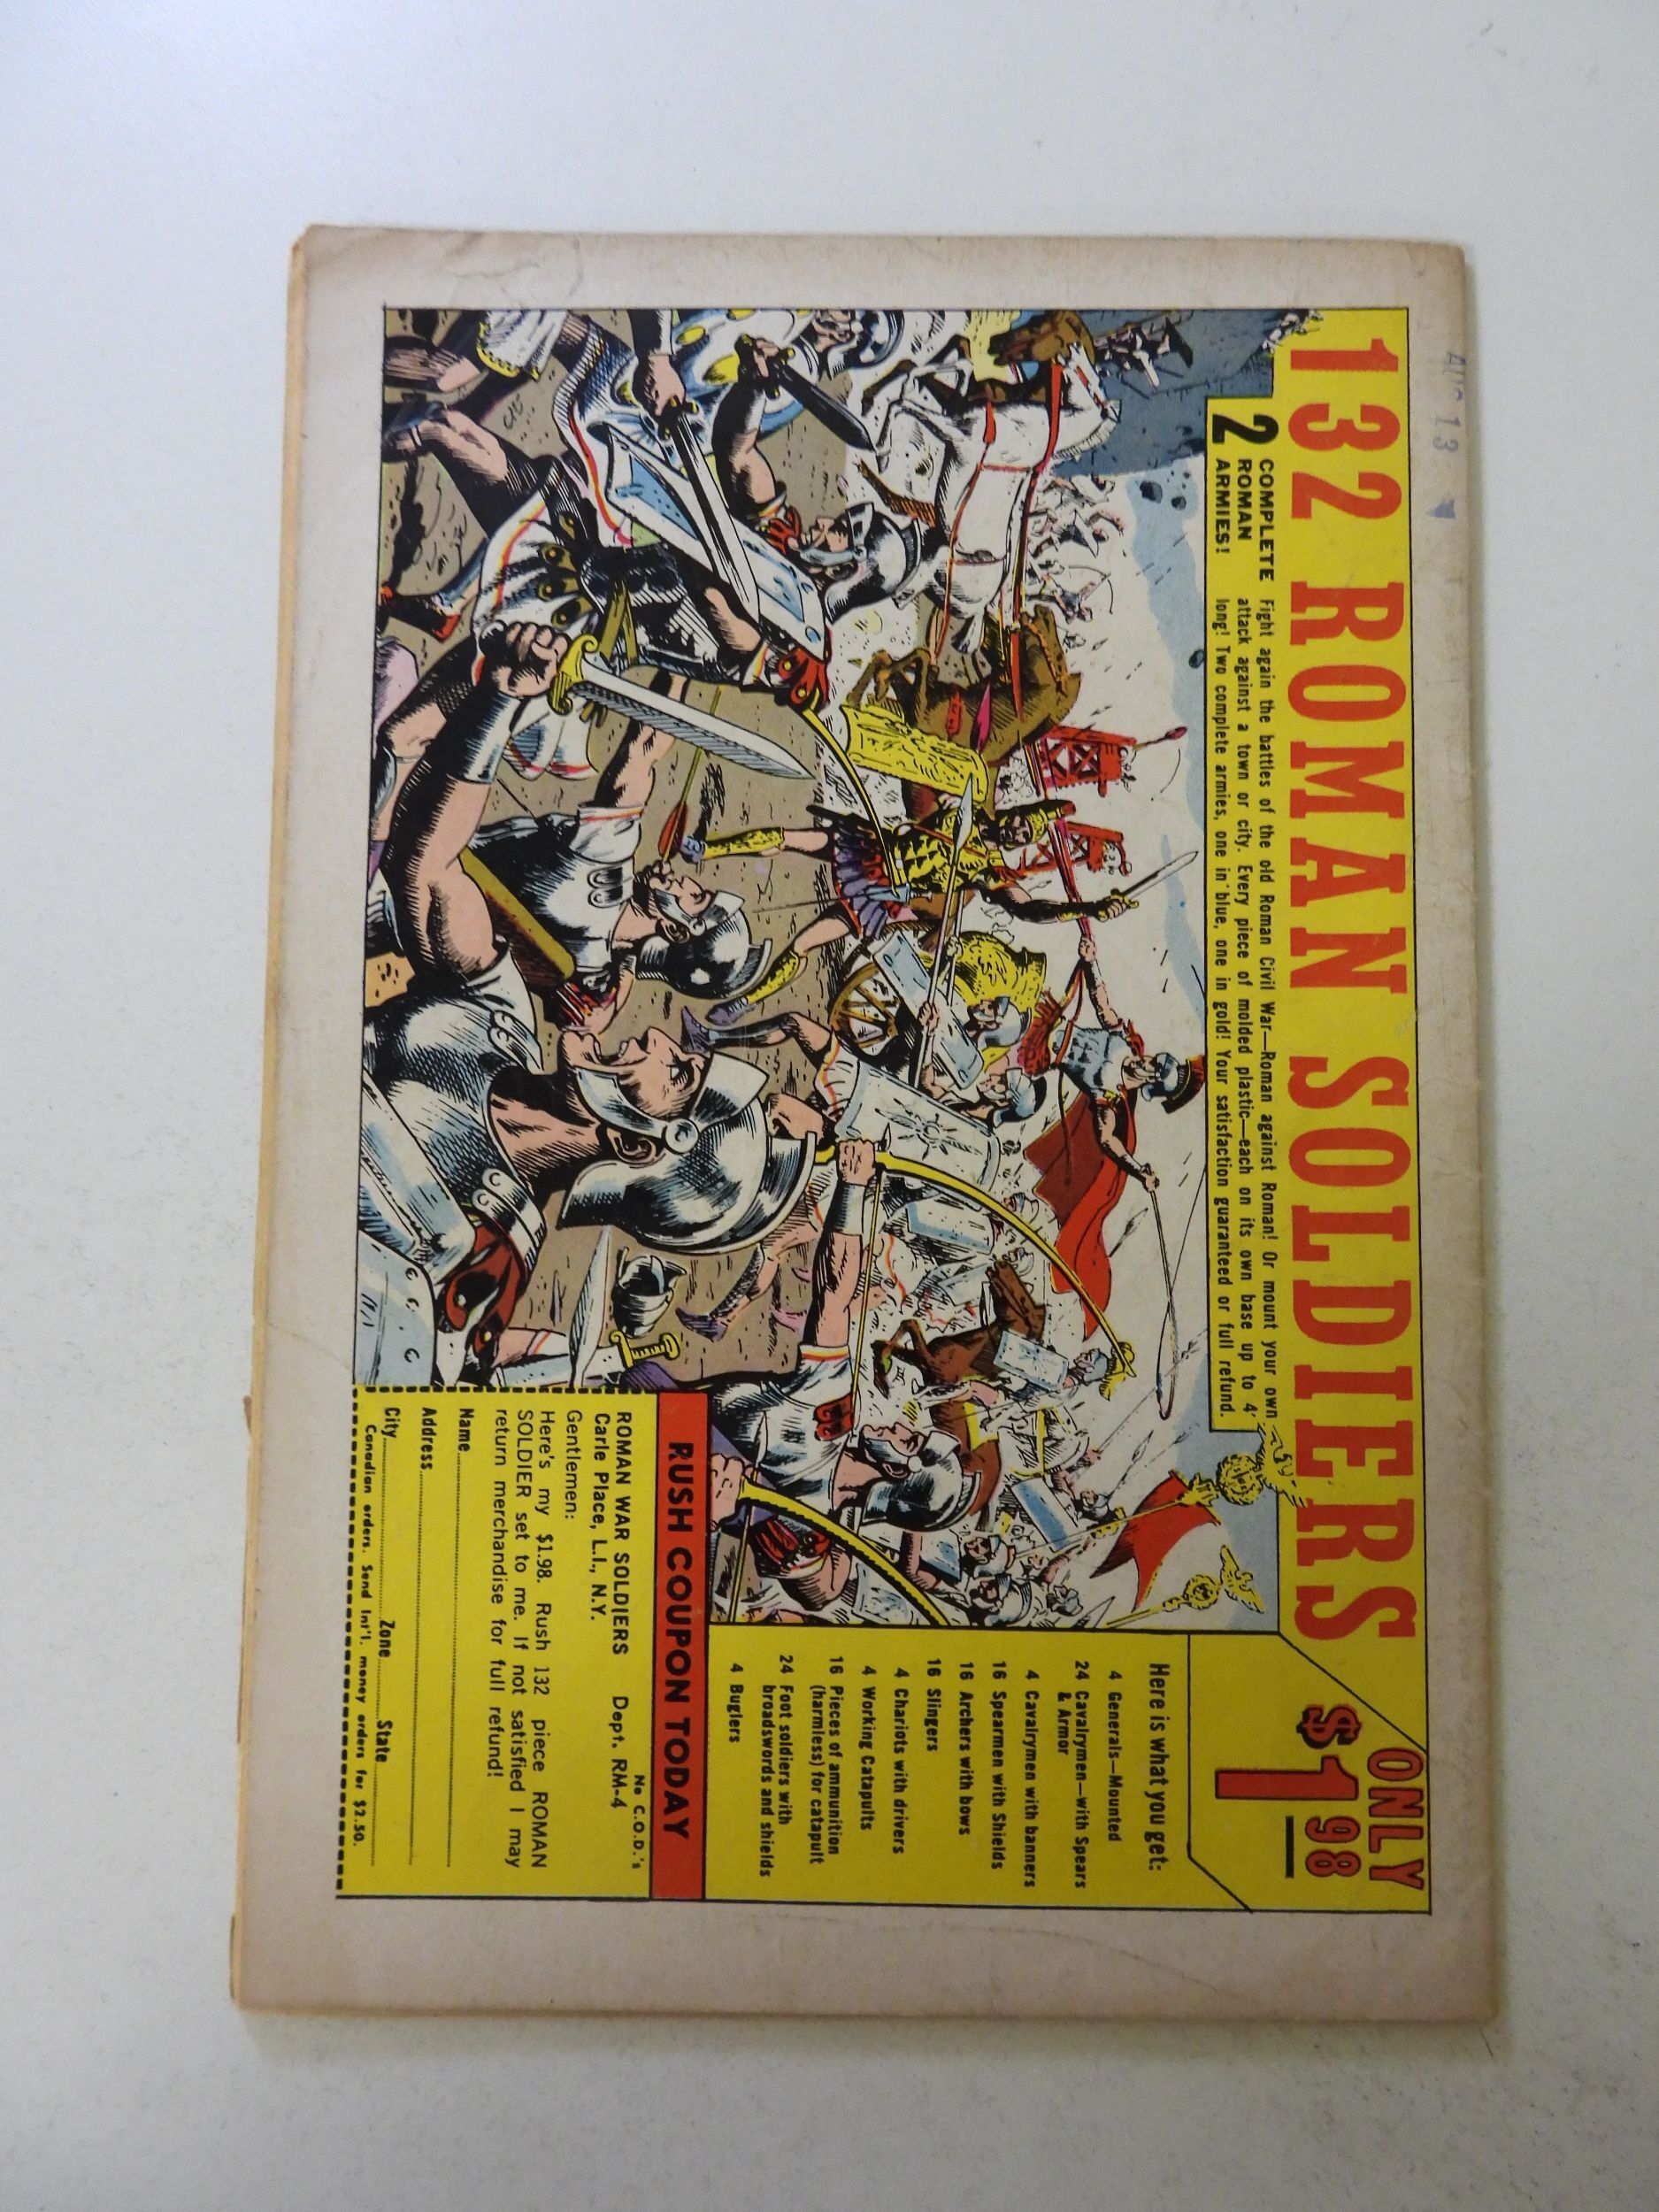 AUG 13
132 ROMAN SOLDIERS
ONLY
$1.98
2 COMPLETE
ROMAN
ARMIES!
Fight again the battles of the old Roman Civil War—Roman against Roman! Or mount your own
attack against a town or city. Every piece of molded plastic—each on its own base up to 4"
long! Two complete armies, one in blue, one in gold! Your satisfaction guaranteed or full refund.
Here is what you get:
4 Generals—Mounted
24 Cavalrymen—with Spears
& Armor
4 Cavalrymen with banners
16 Spearmen with Shields
16 Archers with bows
16 Slingers
4 Chariots with drivers
4 Working Catapults
16 Pieces of ammunition
(harmless) for catapult
24 Foot soldiers with
broadswords and shields
4 Buglers
RUSH COUPON TODAY
No C.O.D.'s
ROMAN WAR SOLDIERS Dept. RM-4
Carle Place, L.I., N.Y.
Gentlemen:
Here's my $1.98. Rush 132 piece ROMAN
SOLDIER set to me. If not satisfied I may
return merchandise for full refund!
Name
Address
City Zone State
Canadian orders. Send Int'l. money orders for $2.50.